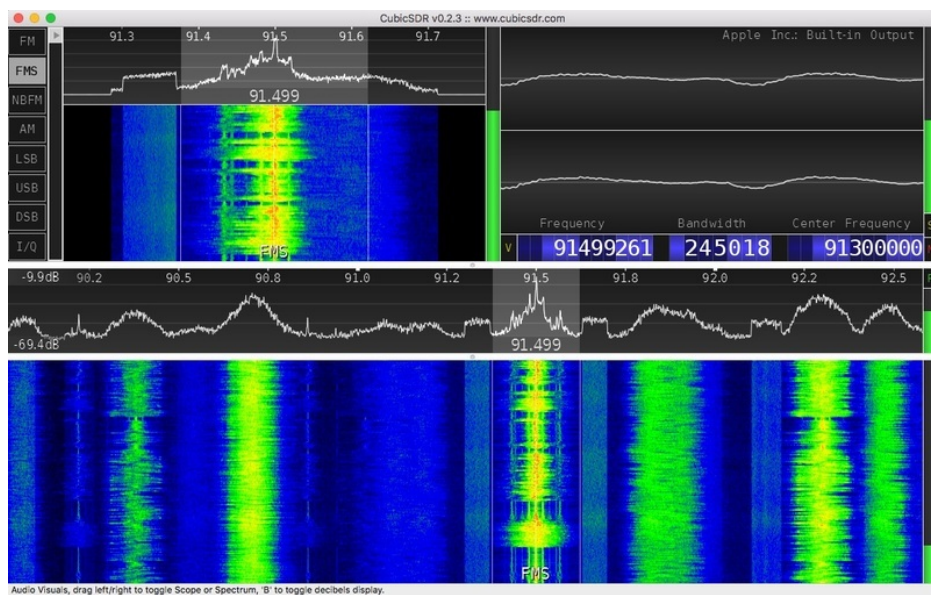 CubicSDR v0.2.3 :: www.cubicsdr.com
FM
FMS
NBFM
AM
LSB
USB
DSB
I/Q
91.3 91.4 91.5 91.6 91.7
91.499
FMS
Apple Inc.: Built-in Output
Frequency Bandwidth Center Frequency
V 91499261 245018 91300000
-9.9dB 90.2 90.5 90.8 91.0 91.2 91.5 91.8 92.0 92.2 92.5
-69.4dB
91.499
FMS
Audio Visuals, drag left/right to toggle Scope or Spectrum, 'B' to toggle decibels display.